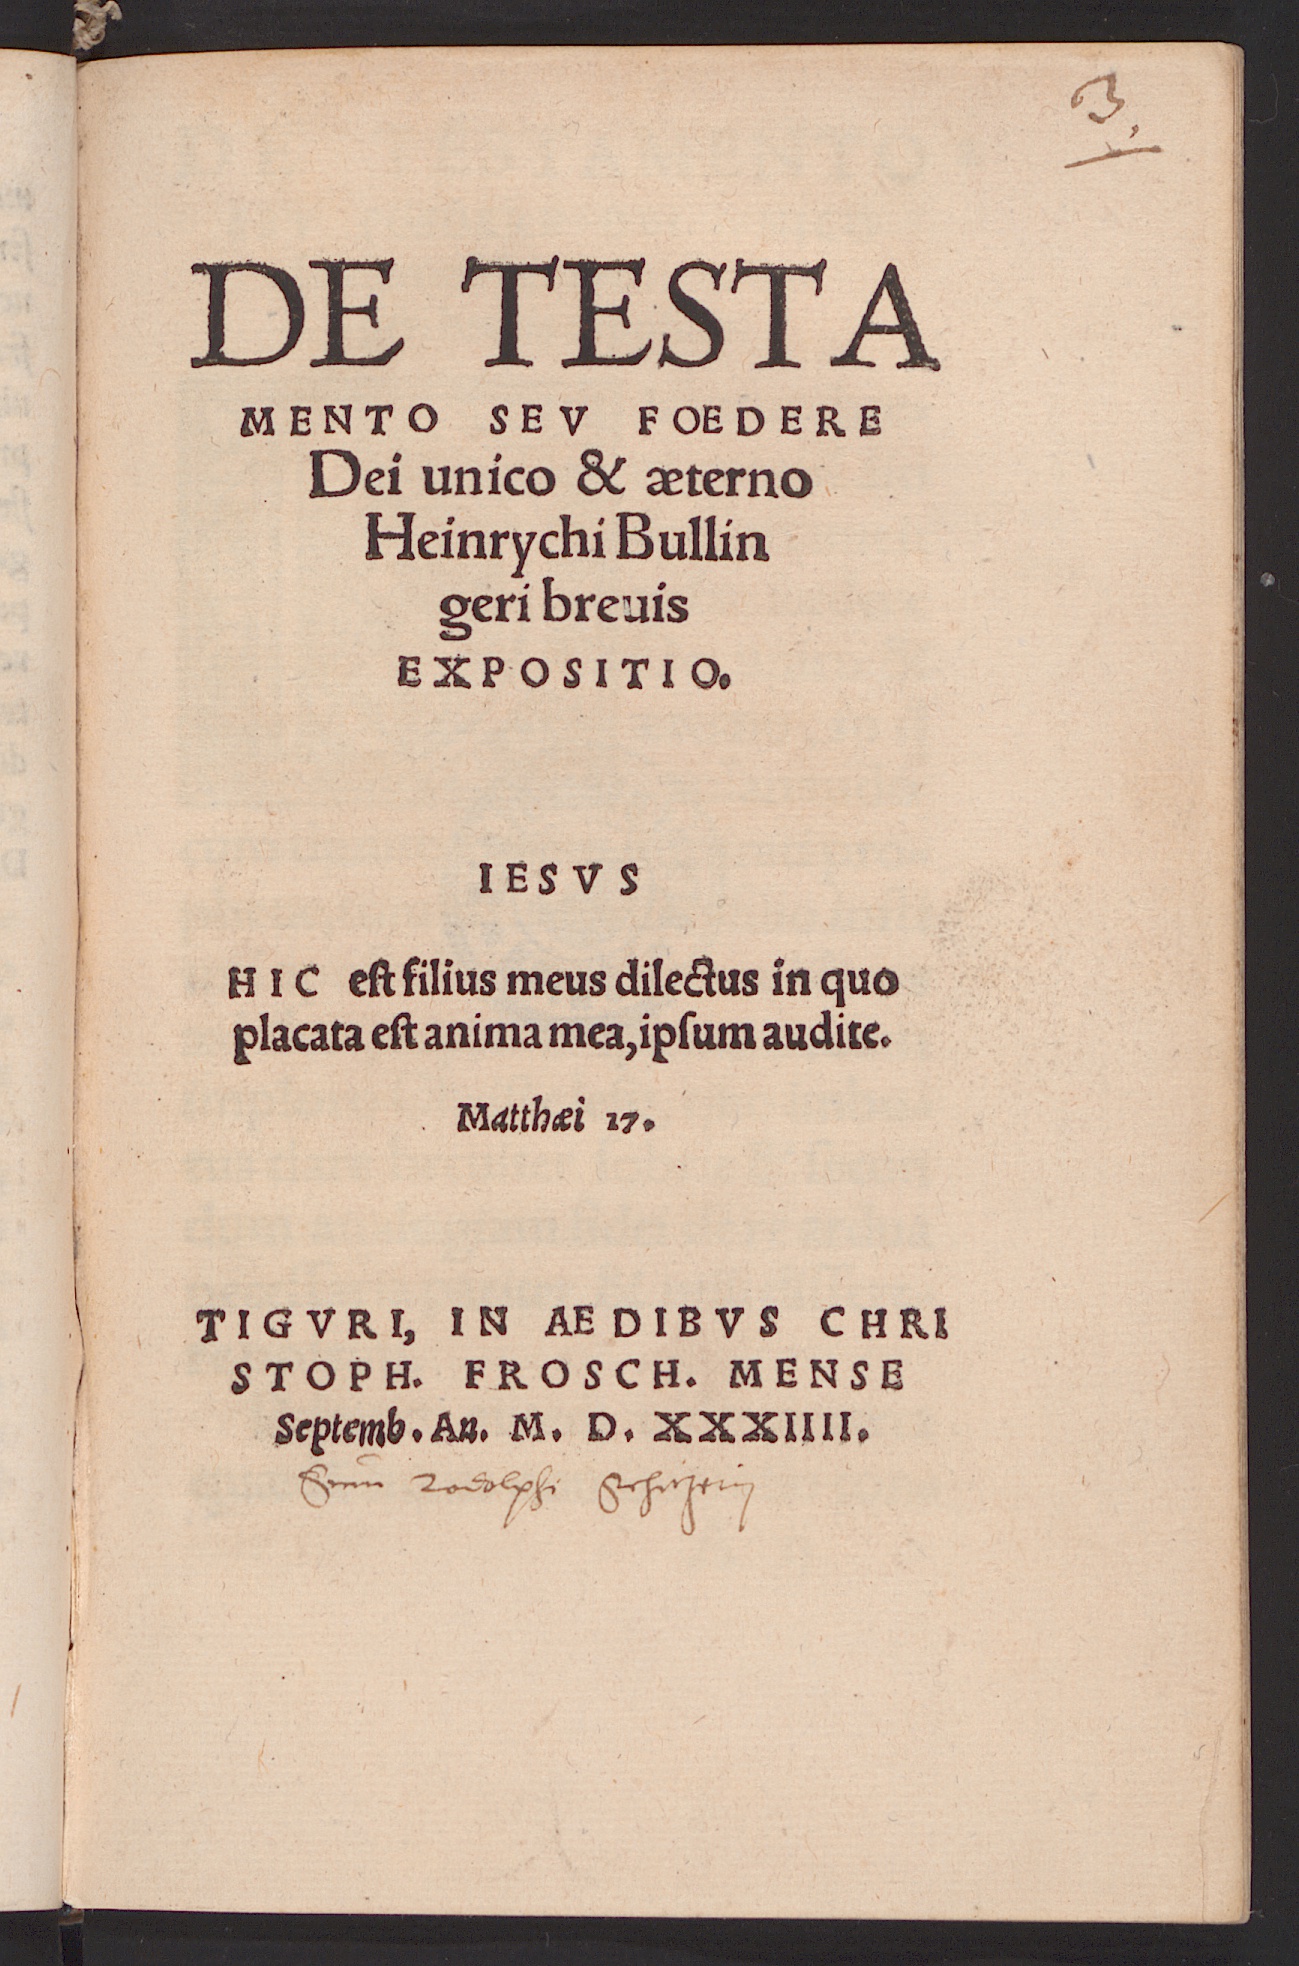 3.
DE TESTA
MENTO SEV FOEDERE
Dei unico & æterno
Heinrychi Bullin
geri breuis
EXPOSITIO.
IESVS
HIC eſt filius meus dilectus in quo
placata eſt anima mea, ipſum audite.
Matthæi 17.
TIGVRI, IN AEDIBVS CHRI
STOPH. FROSCH. MENSE
Septemb. An. M. D. XXXIIII.
Rodolphi